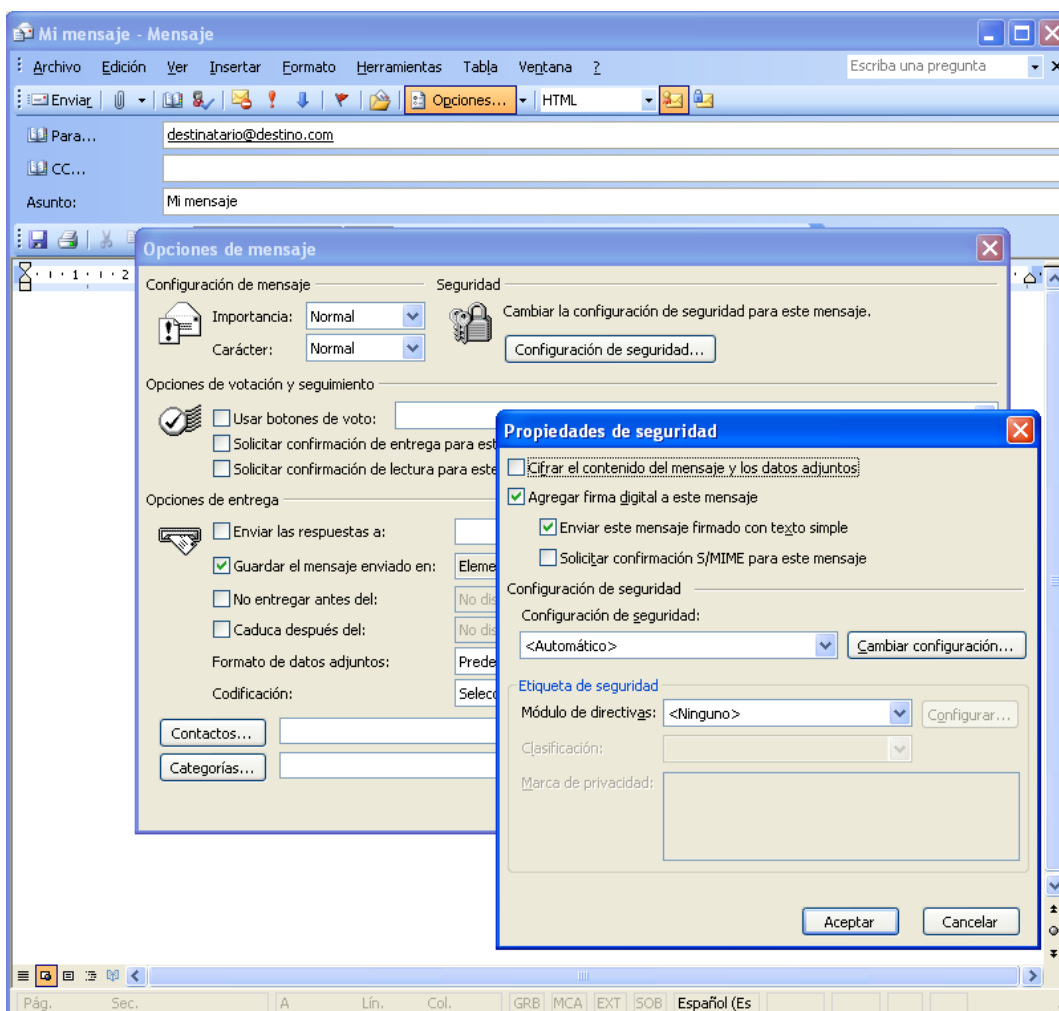 Mi mensaje - Mensaje
Archivo Edición Ver Insertar Formato Herramientas Tabla Ventana ? Escriba una pregunta
Enviar Opciones... HTML
Para... destinatario@destino.com
CC...
Asunto: Mi mensaje
1 2
Opciones de mensaje
Configuración de mensaje Seguridad
Importancia: Normal Cambiar la configuración de seguridad para este mensaje.
Carácter: Normal Configuración de seguridad...
Opciones de votación y seguimiento
Usar botones de voto:
Solicitar confirmación de entrega para est
Solicitar confirmación de lectura para este
Opciones de entrega
Enviar las respuestas a:
Guardar el mensaje enviado en: Eleme
No entregar antes del: No dis
Caduca después del: No dis
Formato de datos adjuntos: Prede
Codificación: Selecc
Contactos...
Categorías...
Propiedades de seguridad
Cifrar el contenido del mensaje y los datos adjuntos
Agregar firma digital a este mensaje
Enviar este mensaje firmado con texto simple
Solicitar confirmación S/MIME para este mensaje
Configuración de seguridad
Configuración de seguridad:
<Automático> Cambiar configuración...
Etiqueta de seguridad
Módulo de directivas: <Ninguno> Configurar...
Clasificación:
Marca de privacidad:
Aceptar Cancelar
Pág. Sec. A Lín. Col. GRB MCA EXT SOB Español (Es